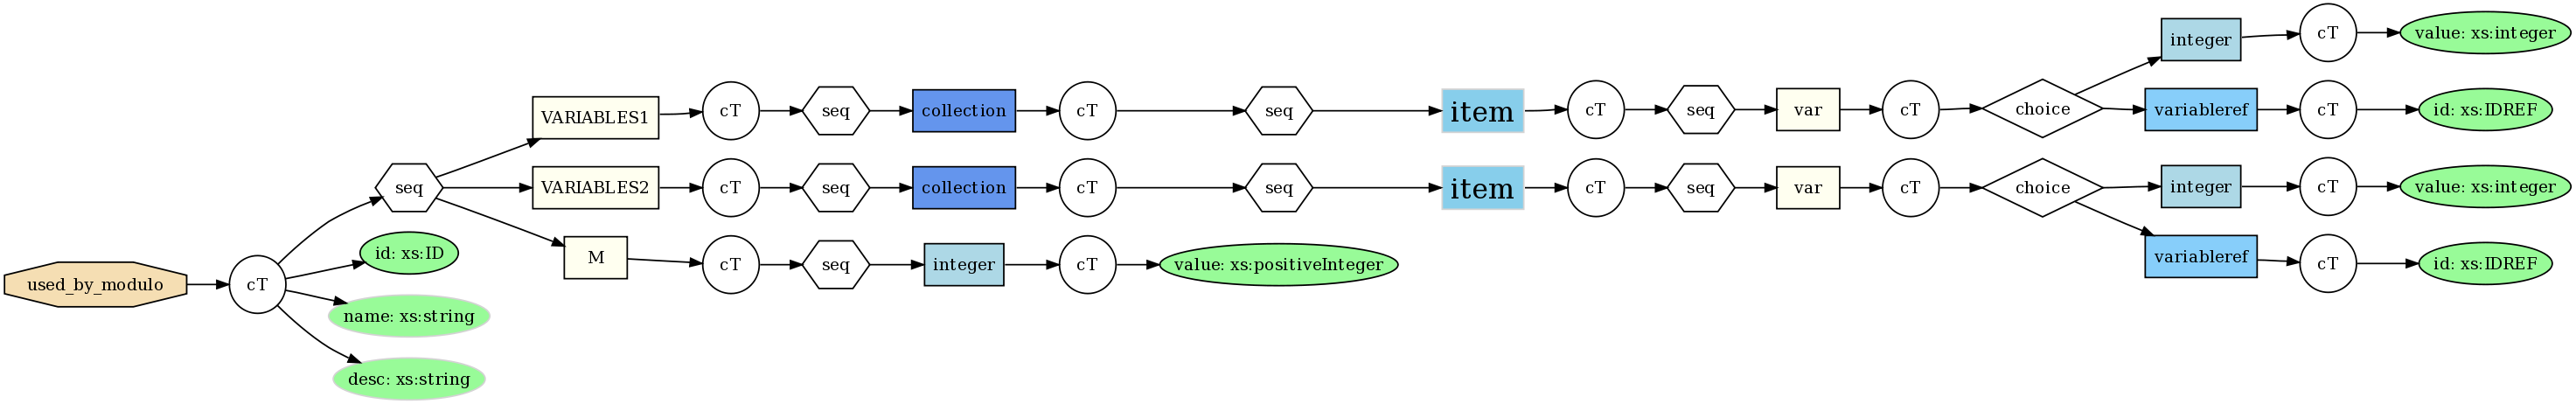 used_by_modulo
cT
seq
id: xs:ID
name: xs:string
desc: xs:string
VARIABLES1
cT
seq
collection
cT
seq
item
cT
seq
var
cT
choice
integer
cT
value: xs:integer
variableref
cT
id: xs:IDREF
VARIABLES2
cT
seq
collection
cT
seq
item
cT
seq
var
cT
choice
integer
cT
value: xs:integer
variableref
cT
id: xs:IDREF
M
cT
seq
integer
cT
value: xs:positiveInteger